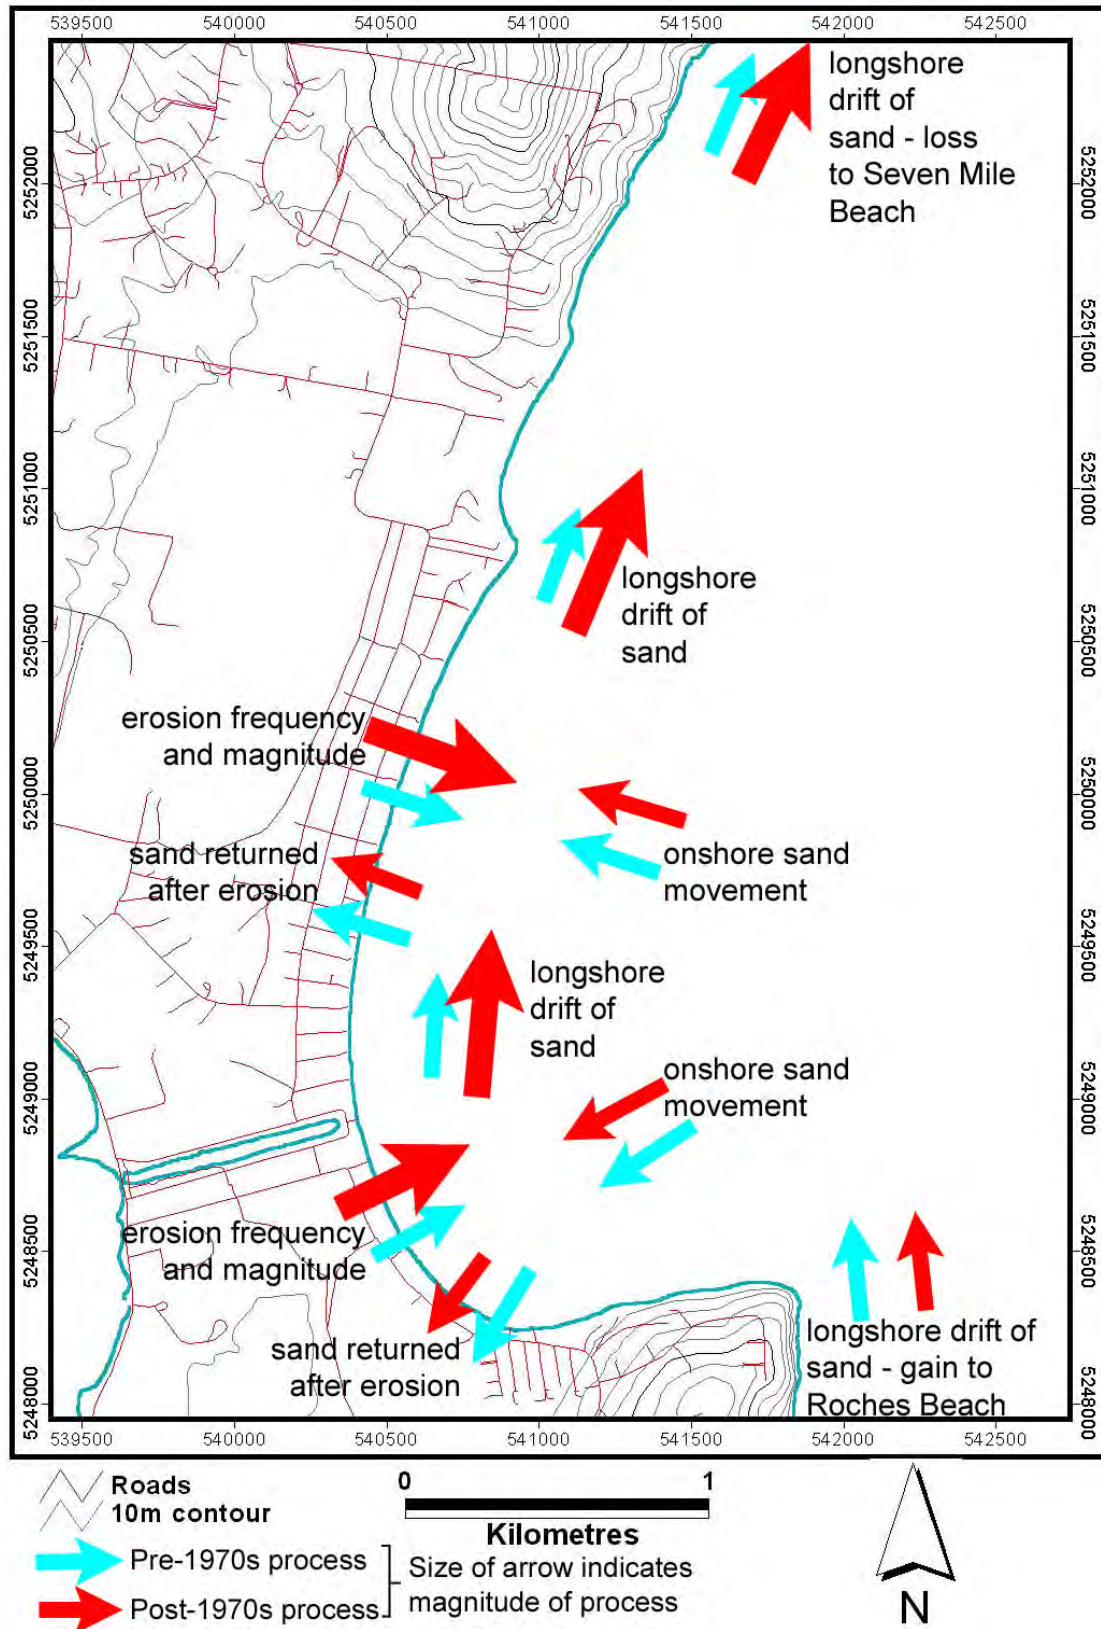 539500 540000 540500 541000 541500 542000 542500
longshore
drift of
sand - loss
to Seven Mile
Beach
5252000
5252000
5251500
5251500
5251000
5251000
longshore
drift of
sand
5250500
5250500
erosion frequency
and magnitude
5250000
5250000
sand returned
after erosion
onshore sand
movement
5249500
5249500
longshore
drift of
sand
onshore sand
movement
5249000
5249000
erosion frequency
and magnitude
5248500
5248500
sand returned
after erosion
longshore drift of
sand - gain to
Roches Beach
5248000
5248000
539500 540000 540500 541000 541500 542000 542500
Roads
10m contour
Pre-1970s process
Post-1970s process
0 1
Kilometres
Size of arrow indicates
magnitude of process
N